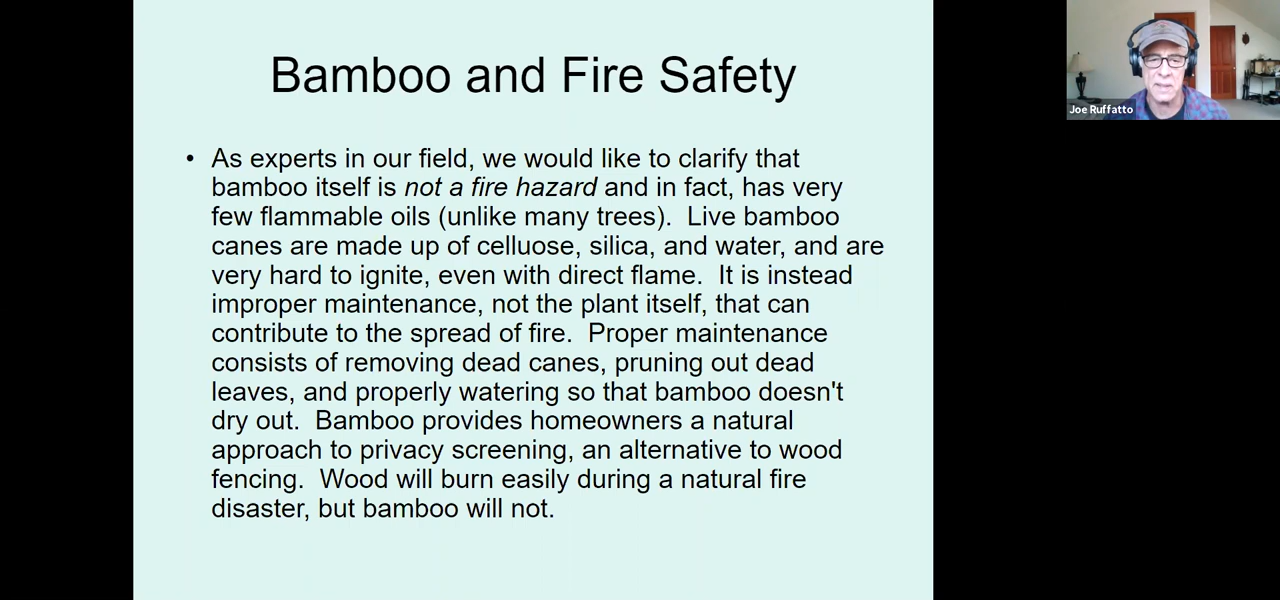 Bamboo and Fire Safety
Joe Ruffatto
• As experts in our field, we would like to clarify that
bamboo itself is not a fire hazard and in fact, has very
few flammable oils (unlike many trees).  Live bamboo
canes are made up of celluose, silica, and water, and are
very hard to ignite, even with direct flame.  It is instead
improper maintenance, not the plant itself, that can
contribute to the spread of fire.  Proper maintenance
consists of removing dead canes, pruning out dead
leaves, and properly watering so that bamboo doesn't
dry out.  Bamboo provides homeowners a natural
approach to privacy screening, an alternative to wood
fencing.  Wood will burn easily during a natural fire
disaster, but bamboo will not.